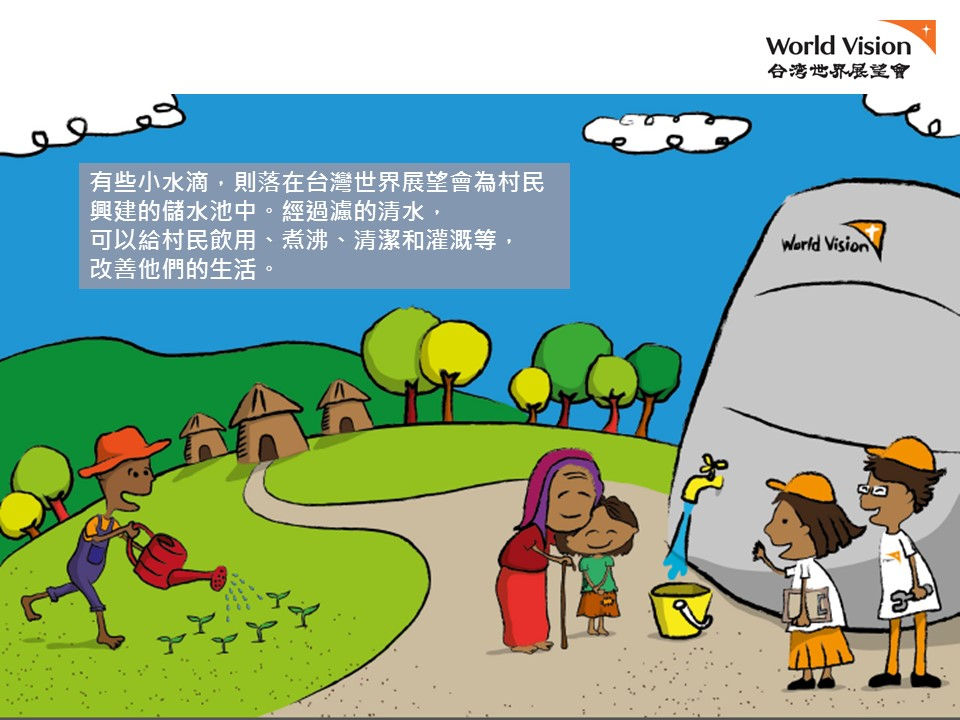 World Vision
台灣世界展望會
有些小水滴，則落在台灣世界展望會為村民
興建的儲水池中。經過濾的清水，
可以給村民飲用、煮沸、清潔和灌溉等，
改善他們的生活。
World Vision